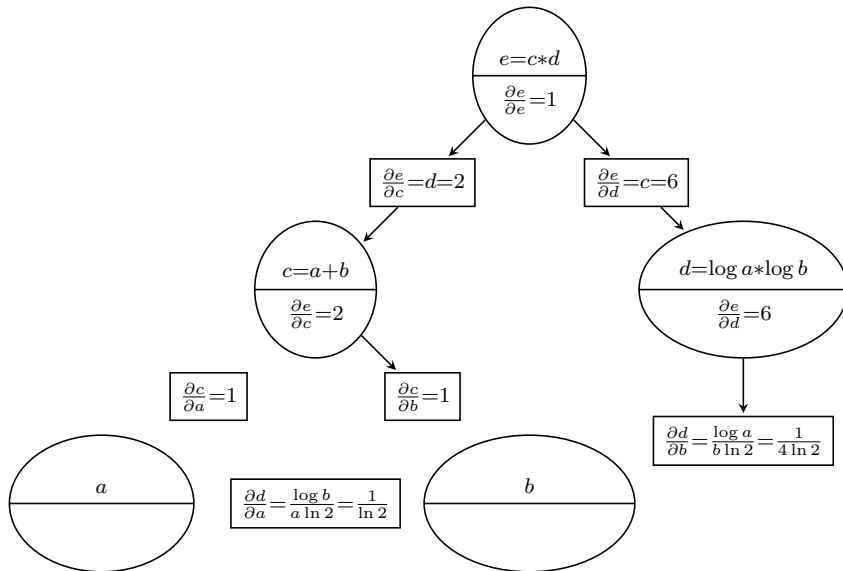 e=c*d
∂e/∂e=1
∂e/∂c=d=2
∂e/∂d=c=6
c=a+b
∂e/∂c=2
d=log a*log b
∂e/∂d=6
∂c/∂a=1
∂c/∂b=1
∂d/∂b=log a/b ln 2=1/4 ln 2
a
∂d/∂a=log b/a ln 2=1/ln 2
b